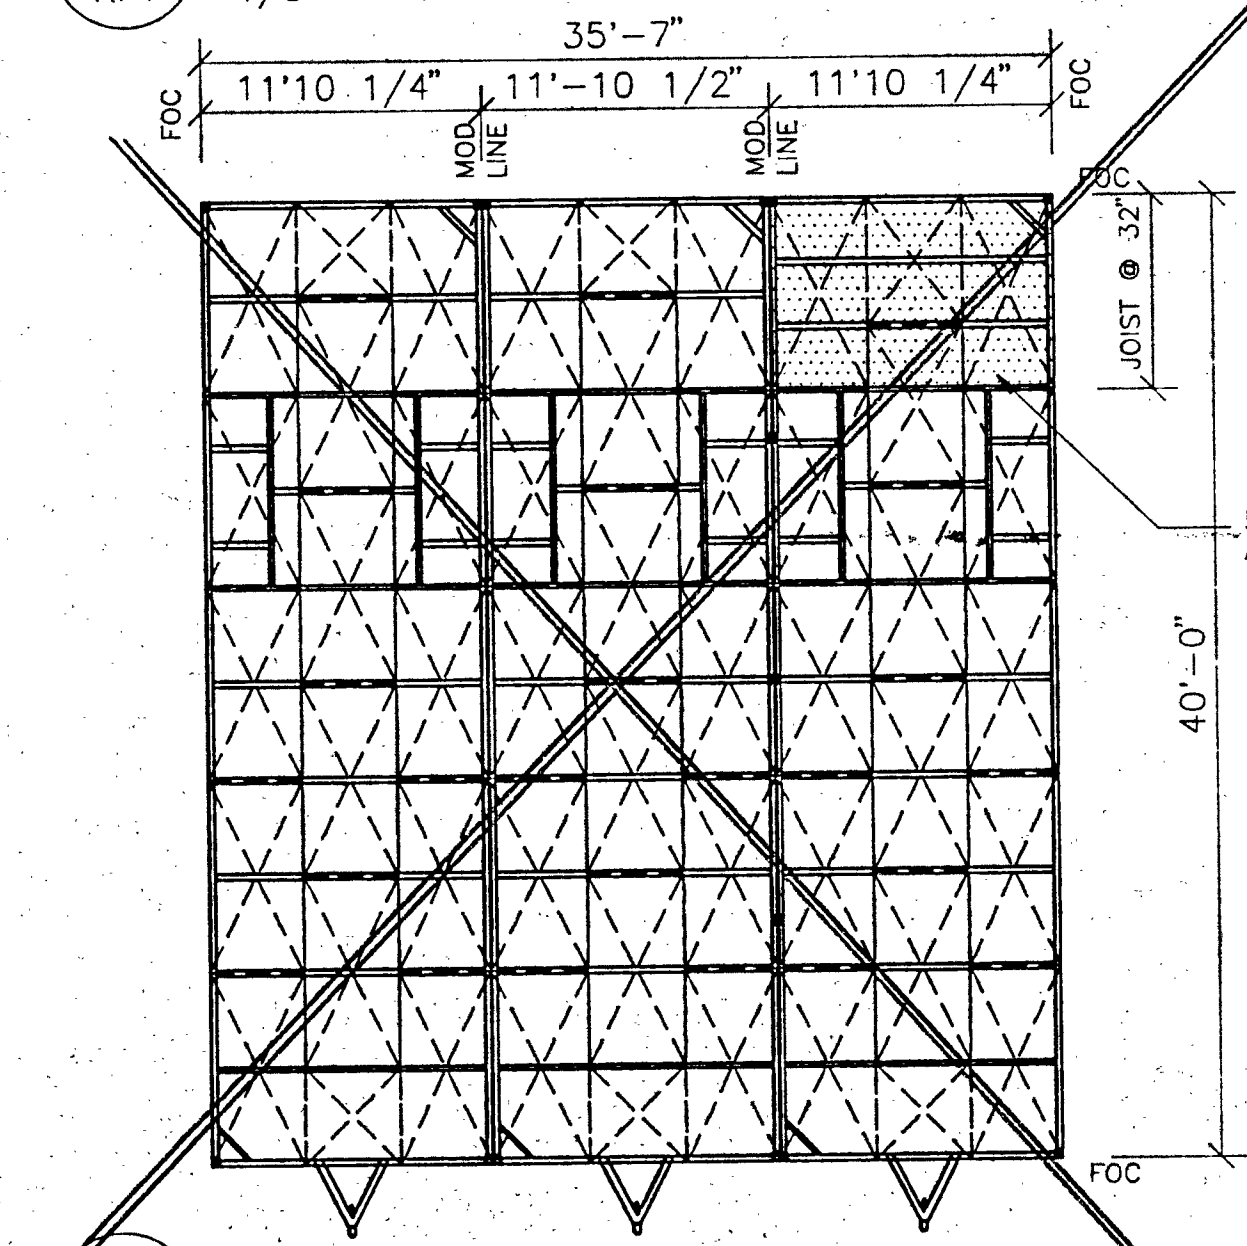 35'-7"
11'10 1/4" 11'-10 1/2" 11'10 1/4"
FOC
MOD
LINE
MOD
LINE
FOC
FOC
JOIST @ 32"
40'-0"
FOC